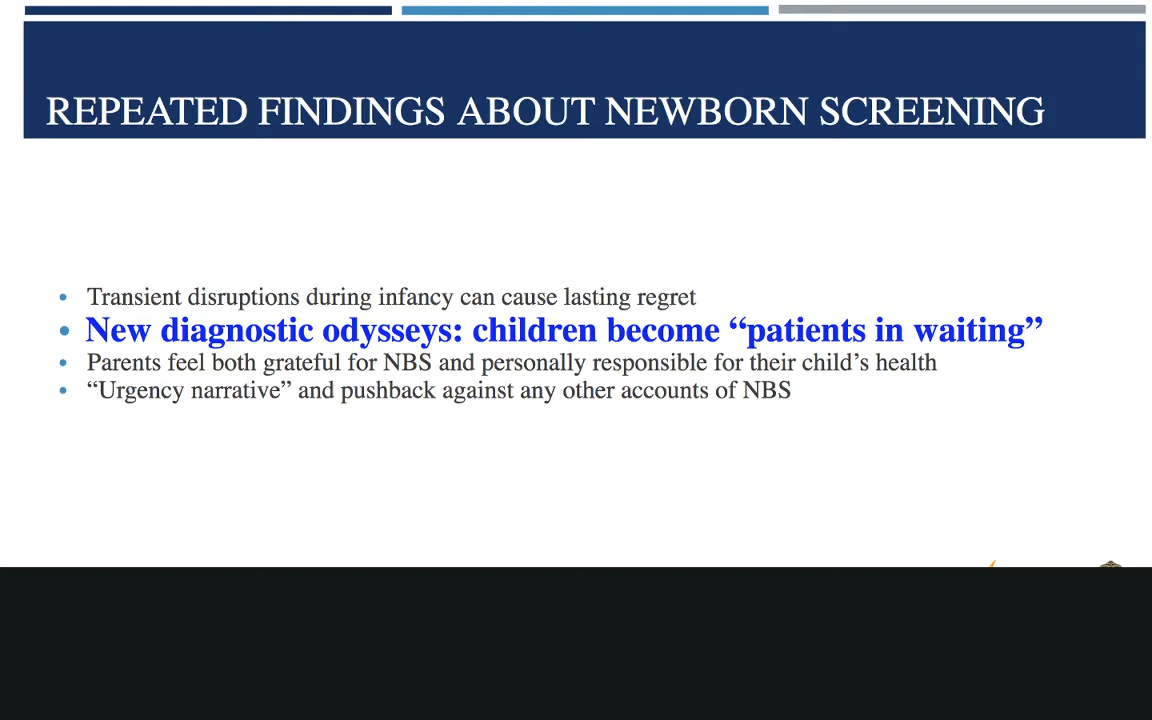 REPEATED FINDINGS ABOUT NEWBORN SCREENING
• Transient disruptions during infancy can cause lasting regret
• New diagnostic odysseys: children become “patients in waiting”
• Parents feel both grateful for NBS and personally responsible for their child’s health
• “Urgency narrative” and pushback against any other accounts of NBS